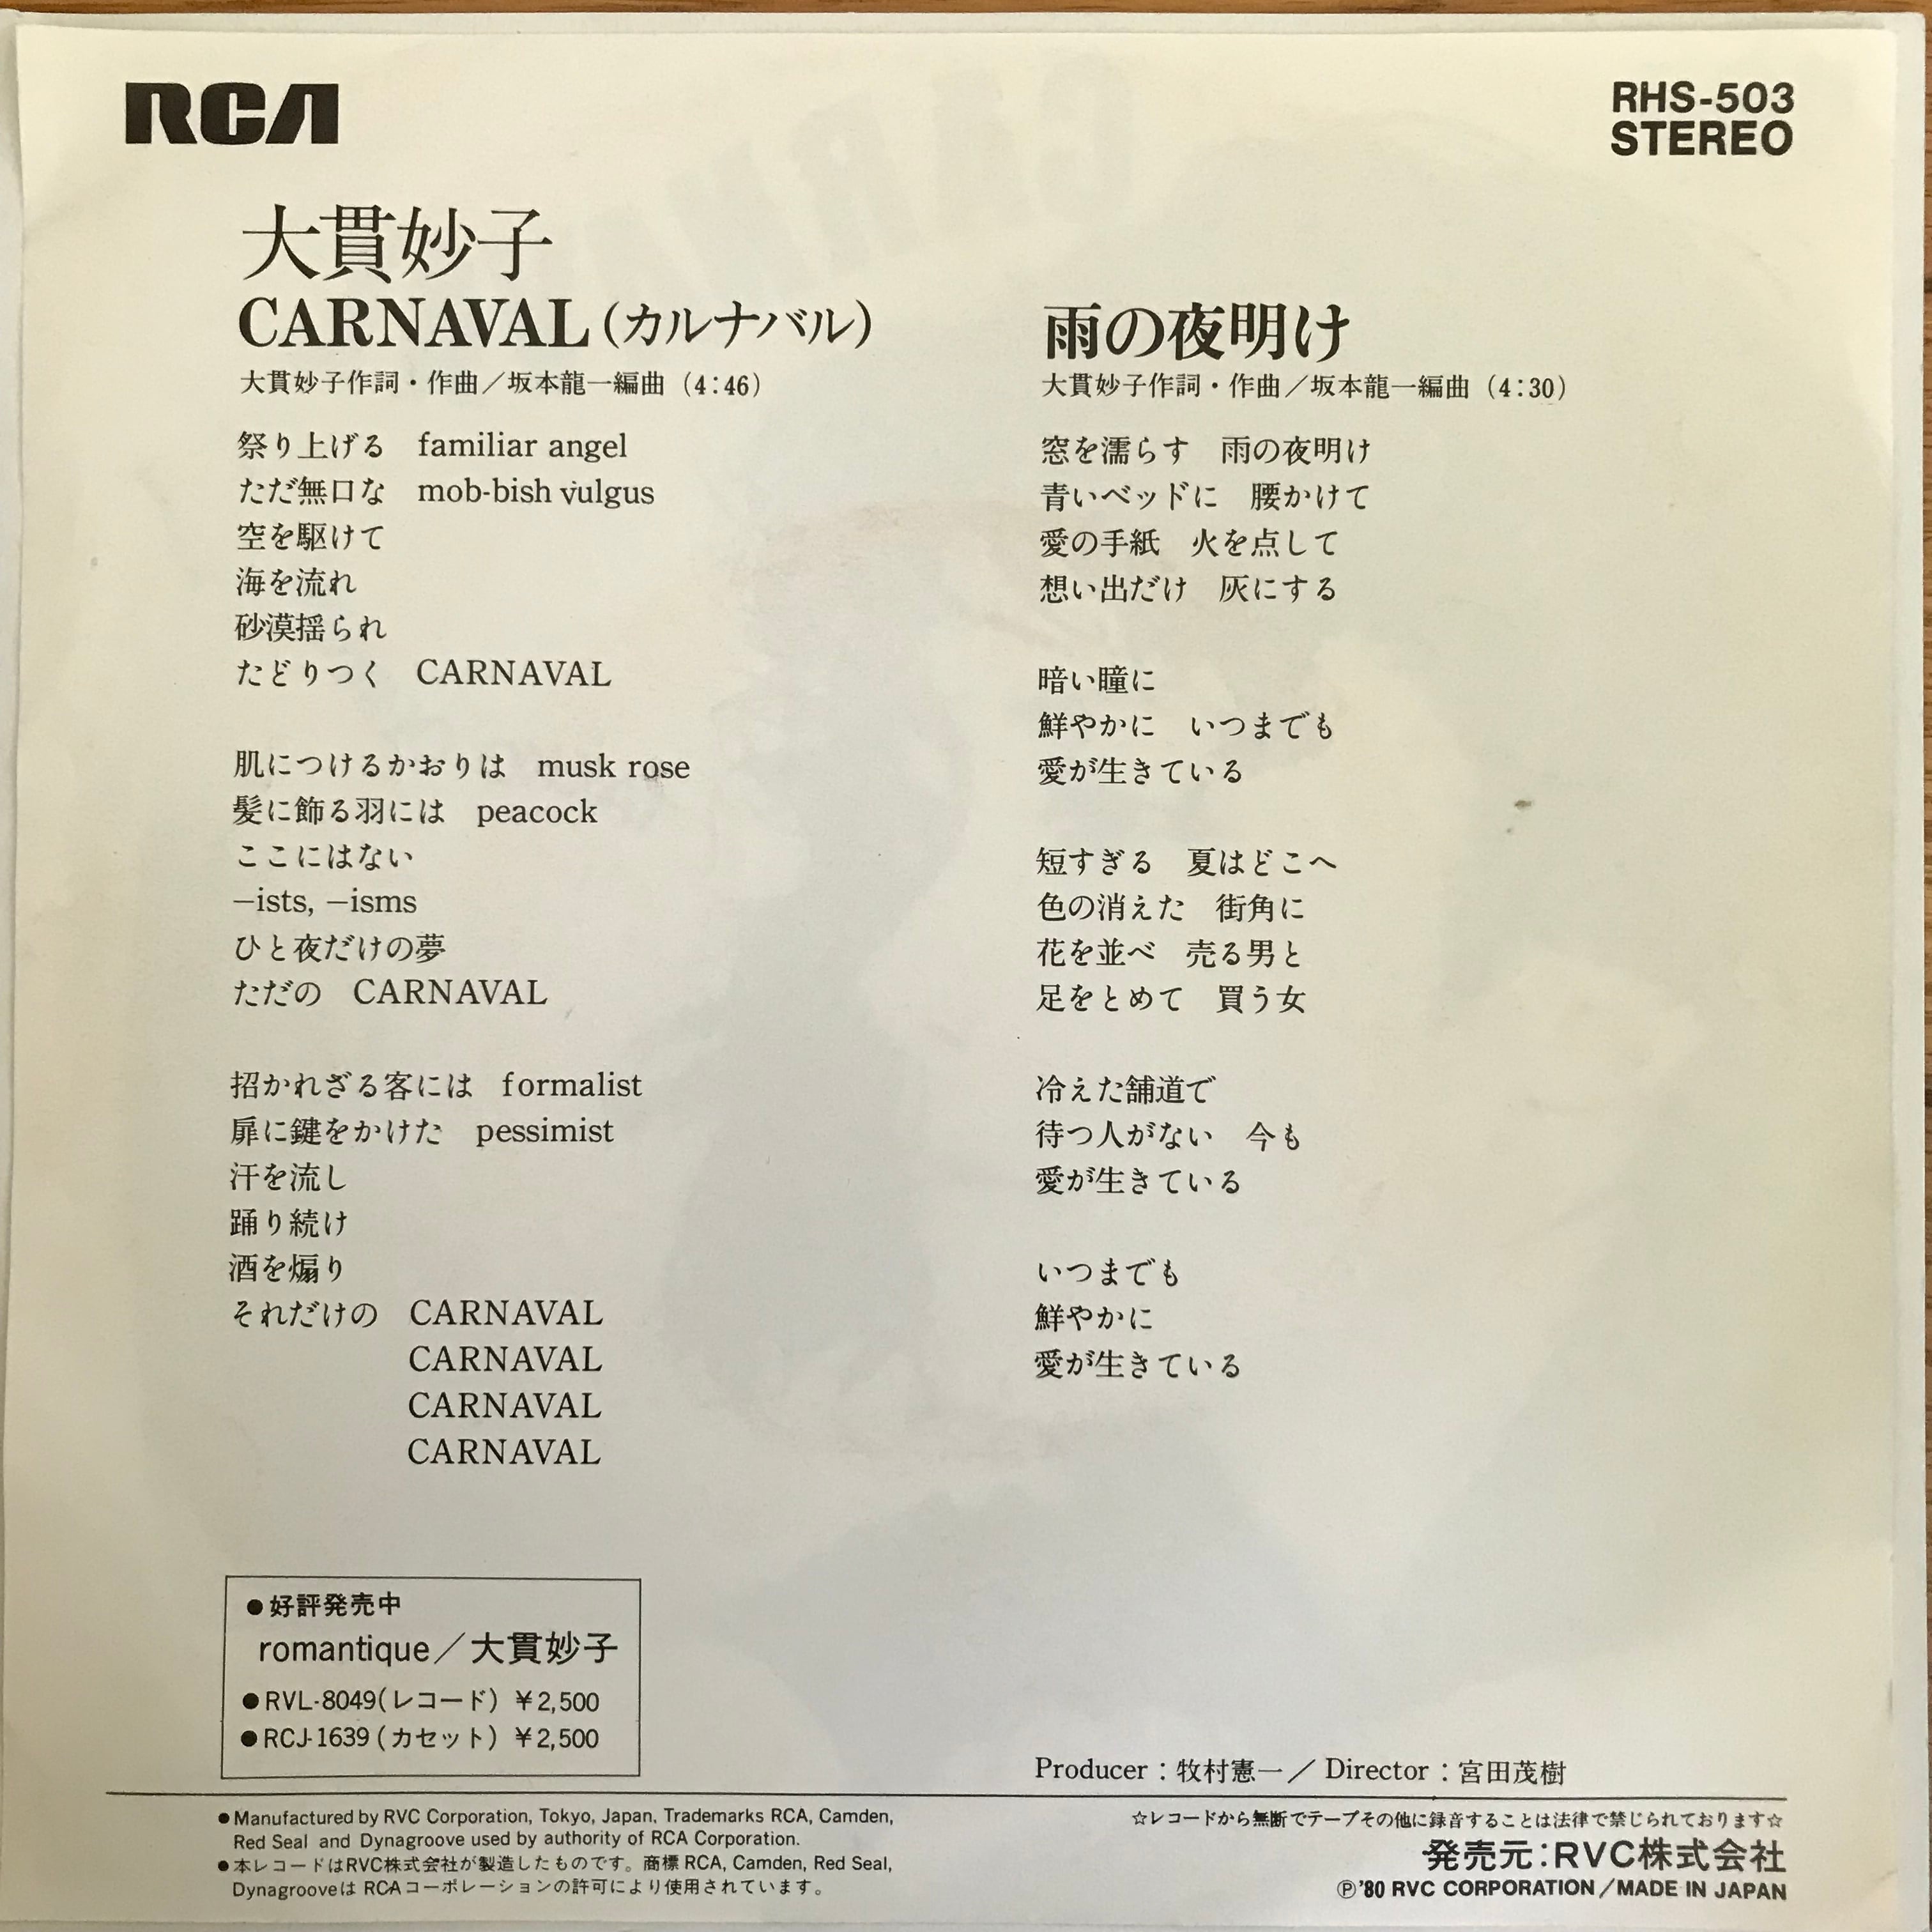 RCA
RHS-503
STEREO
大貫妙子
CARNAVAL(カルナバル)
大貫妙子作詞・作曲／坂本龍一編曲（4：46）
祭り上げる　familiar angel
ただ無口な　mob-bish vulgus
空を駆けて
海を流れ
砂漠揺られ
たどりつく　CARNAVAL
肌につけるかおりは　musk rose
髪に飾る羽には　peacock
ここにはない
—ists, —isms
ひと夜だけの夢
ただの　CARNAVAL
招かれざる客には　formalist
扉に鍵をかけた　pessimist
汗を流し
踊り続け
酒を煽り
それだけの　CARNAVAL
CARNAVAL
CARNAVAL
CARNAVAL
雨の夜明け
大貫妙子作詞・作曲／坂本龍一編曲（4：30）
窓を濡らす　雨の夜明け
青いベッドに　腰かけて
愛の手紙　火を点して
想い出だけ　灰にする
暗い瞳に
鮮やかに　いつまでも
愛が生きている
短すぎる　夏はどこへ
色の消えた　街角に
花を並べ　売る男と
足をとめて　買う女
冷えた舗道で
待つ人がない　今も
愛が生きている
いつまでも
鮮やかに
愛が生きている
●好評発売中
romantique／大貫妙子
●RVL-8049(レコード) ￥2,500
●RCJ-1639(カセット) ￥2,500
Producer：牧村憲一／Director：宮田茂樹
●Manufactured by RVC Corporation, Tokyo, Japan, Trademarks RCA, Camden,
Red Seal and Dynagroove used by authority of RCA Corporation.
●本レコードはRVC株式会社が製造したものです。商標RCA, Camden, Red Seal,
DynagrooveはRCAコーポレーションの許可により使用されています。
☆レコードから無断でテープその他に録音することは法律で禁じられております☆
発売元：RVC株式会社
℗'80 RVC CORPORATION／MADE IN JAPAN